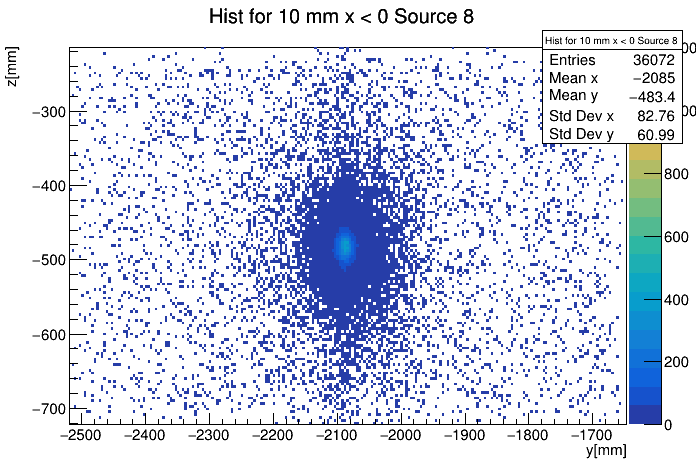 Hist for 10 mm x < 0 Source 8
Hist for 10 mm x < 0 Source 8
Entries 36072
Mean x −2085
Mean y −483.4
Std Dev x 82.76
Std Dev y 60.99
z[mm]
−300
−400
−500
−600
−700
800
600
400
200
0
−2500 −2400 −2300 −2200 −2100 −2000 −1900 −1800 −1700
y[mm]